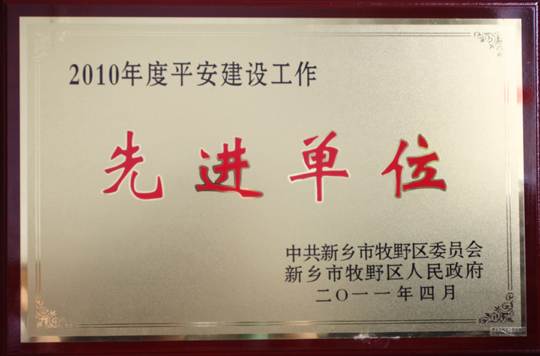 2010年度平安建设工作
先进单位
中共新乡市牧野区委员会
新乡市牧野区人民政府
二〇一一年四月